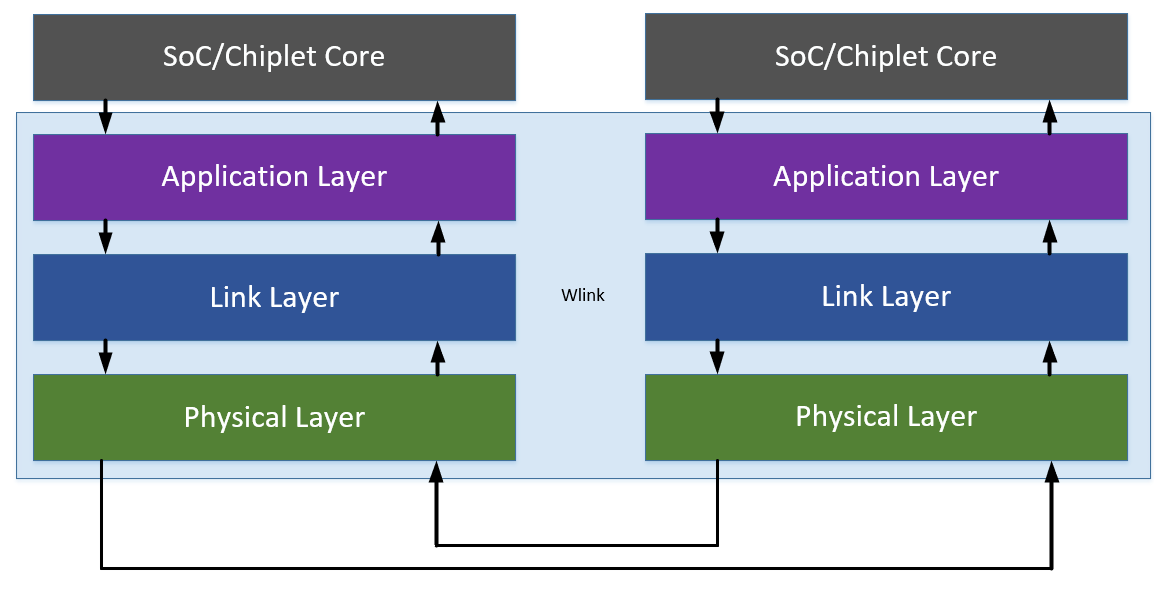 SoC/Chiplet Core
SoC/Chiplet Core
Application Layer
Application Layer
Link Layer
Wlink
Link Layer
Physical Layer
Physical Layer